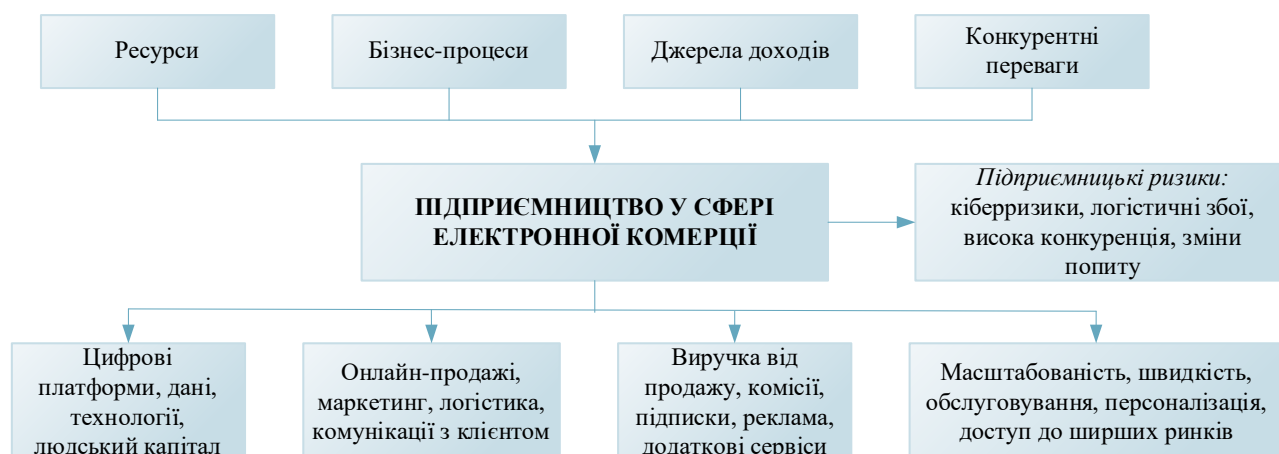 Ресурси
Бізнес-процеси
Джерела доходів
Конкурентні
переваги
ПІДПРИЄМНИЦТВО У СФЕРІ
ЕЛЕКТРОННОЇ КОМЕРЦІЇ
Підприємницькі ризики:
кіберризики, логістичні збої,
висока конкуренція, зміни
попиту
Цифрові
платформи, дані,
технології,
людський капітал
Онлайн-продажі,
маркетинг, логістика,
комунікації з клієнтом
Виручка від
продажу, комісії,
підписки, реклама,
додаткові сервіси
Масштабованість, швидкість,
обслуговування, персоналізація,
доступ до ширших ринків